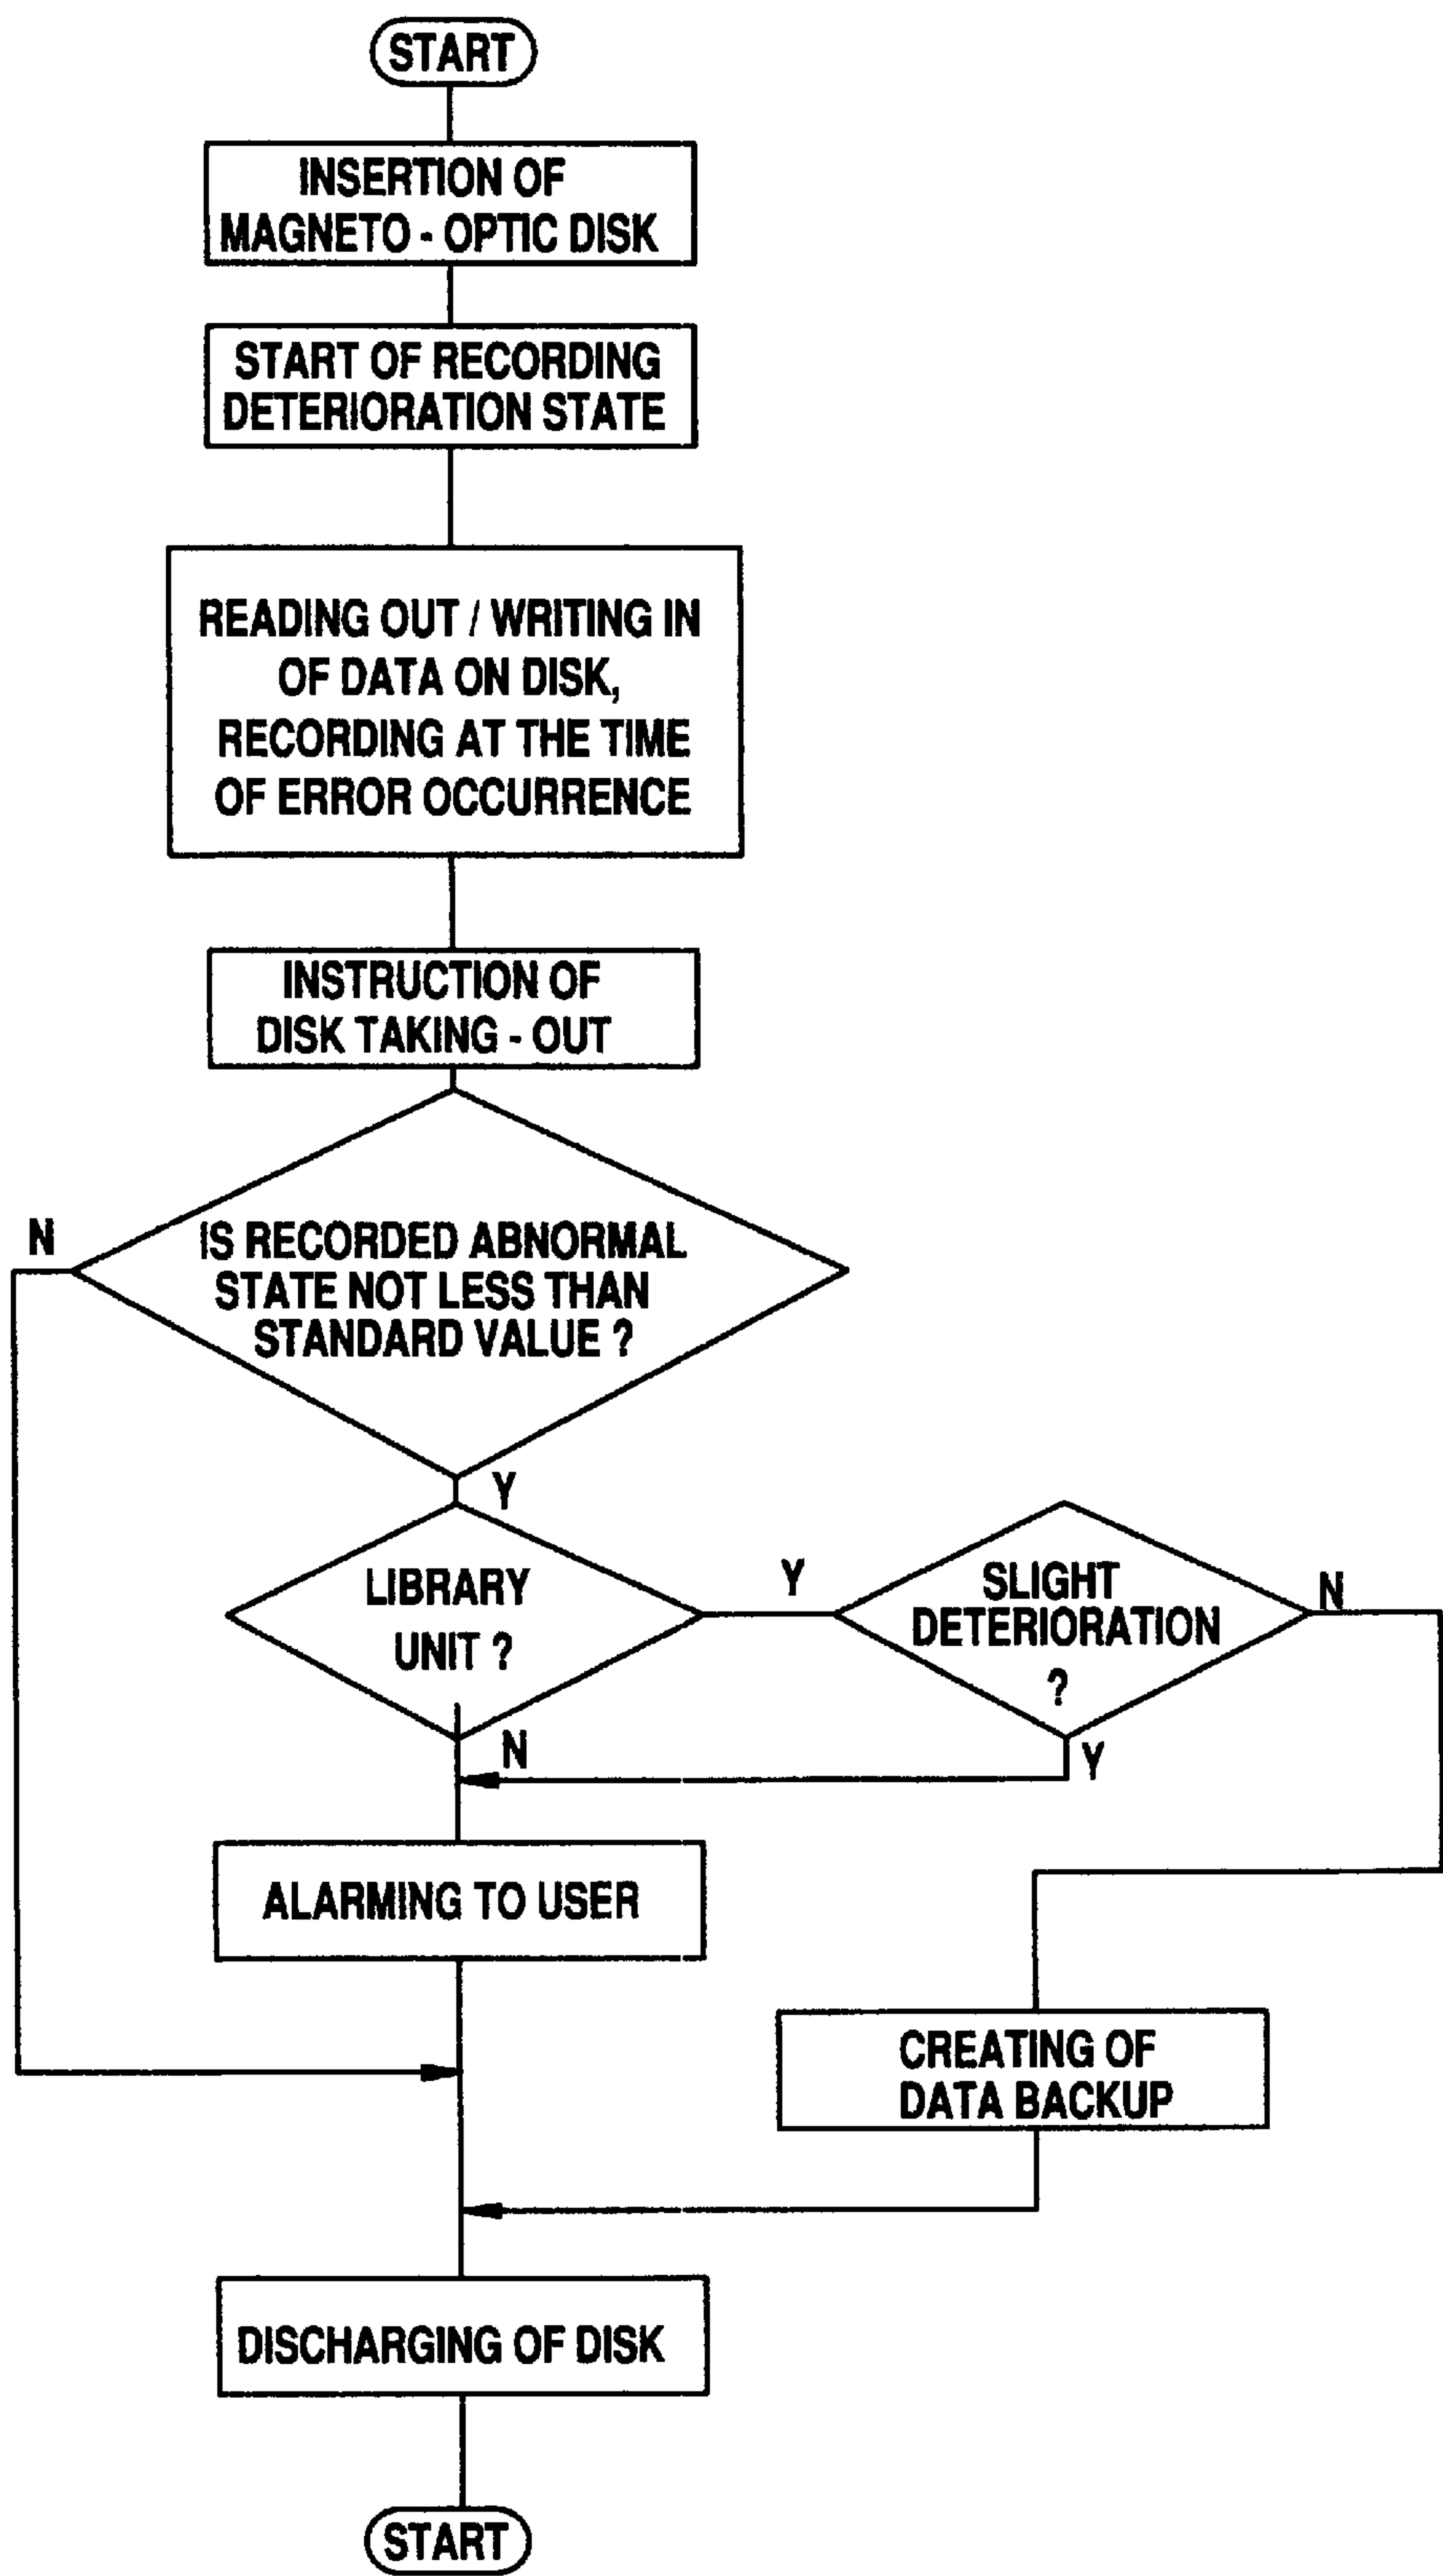 START
INSERTION OF
MAGNETO - OPTIC DISK
START OF RECORDING
DETERIORATION STATE
READING OUT / WRITING IN
OF DATA ON DISK,
RECORDING AT THE TIME
OF ERROR OCCURRENCE
INSTRUCTION OF
DISK TAKING - OUT
N
IS RECORDED ABNORMAL
STATE NOT LESS THAN
STANDARD VALUE ?
Y
LIBRARY
UNIT ?
Y
SLIGHT
DETERIORATION
?
N
N
Y
ALARMING TO USER
CREATING OF
DATA BACKUP
DISCHARGING OF DISK
START